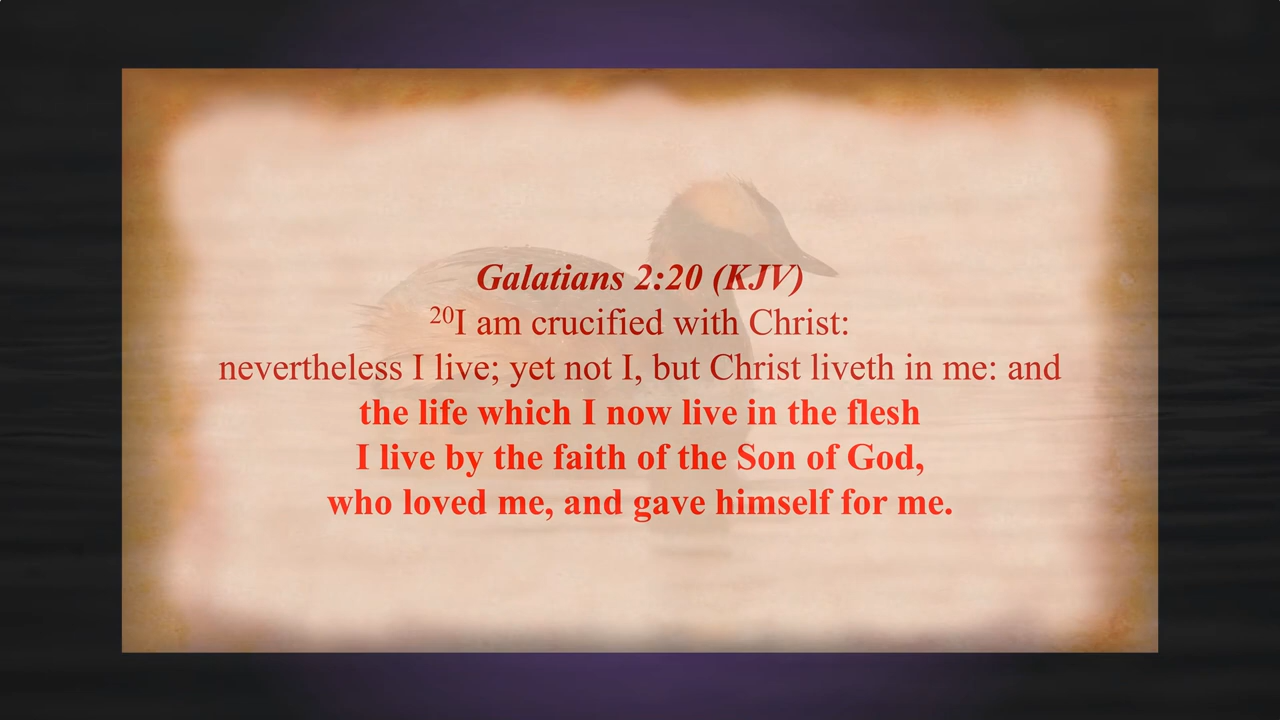 Galatians 2:20 (KJV)
20I am crucified with Christ:
nevertheless I live; yet not I, but Christ liveth in me: and
the life which I now live in the flesh
I live by the faith of the Son of God,
who loved me, and gave himself for me.